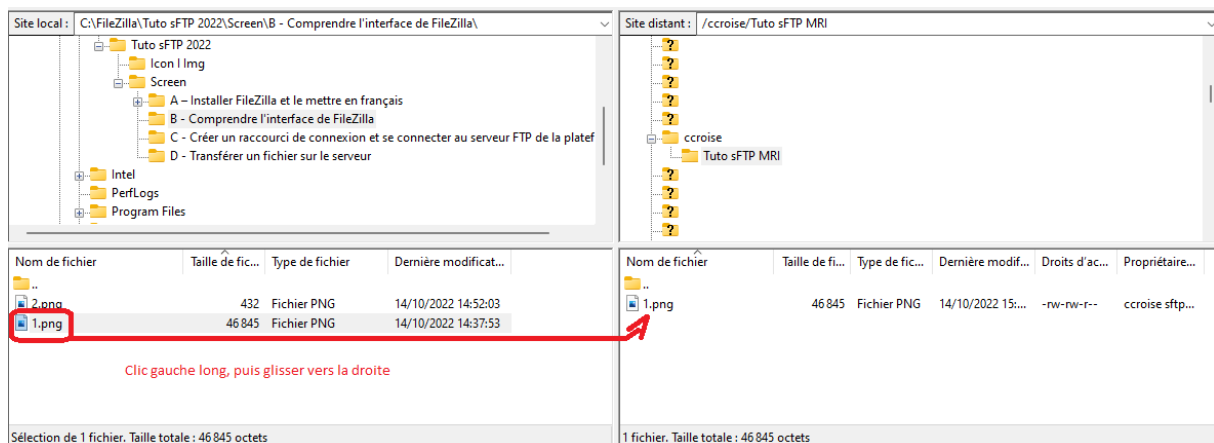 Site local : C:\FileZilla\Tuto sFTP 2022\Screen\B - Comprendre l'interface de FileZilla\
Tuto sFTP 2022
Icon l Img
Screen
A – Installer FileZilla et le mettre en français
B - Comprendre l'interface de FileZilla
C - Créer un raccourci de connexion et se connecter au serveur FTP de la platef
D - Transférer un fichier sur le serveur
Intel
PerfLogs
Program Files
Site distant : /ccroise/Tuto sFTP MRI
?
?
?
?
?
ccroise
Tuto sFTP MRI
?
?
?
?
Nom de fichier Taille de fic... Type de fichier Dernière modificat...
..
2.png 432 Fichier PNG 14/10/2022 14:52:03
1.png 46 845 Fichier PNG 14/10/2022 14:37:53
Clic gauche long, puis glisser vers la droite
Sélection de 1 fichier. Taille totale : 46 845 octets
Nom de fichier Taille de fi... Type de fic... Dernière modif... Droits d'ac... Propriétaire...
..
1.png 46 845 Fichier PNG 14/10/2022 15:... -rw-rw-r-- ccroise sftp...
1 fichier. Taille totale : 46 845 octets